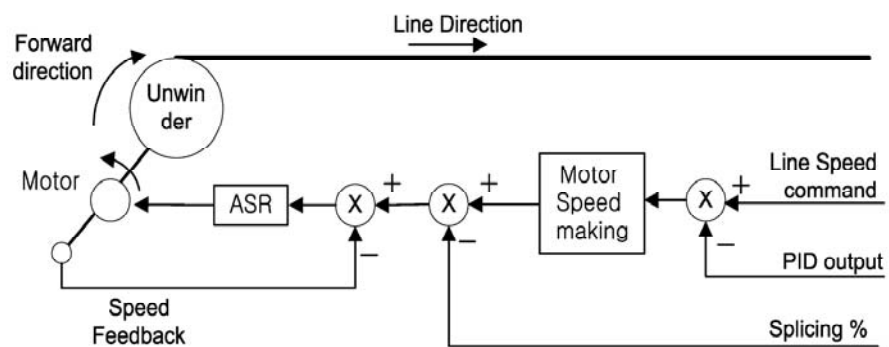 Line Direction
Forward
direction
Unwin
der
Motor
ASR
X
+
−
X
+
−
Motor
Speed
making
X
+
−
Line Speed
command
PID output
Speed
Feedback
Splicing %